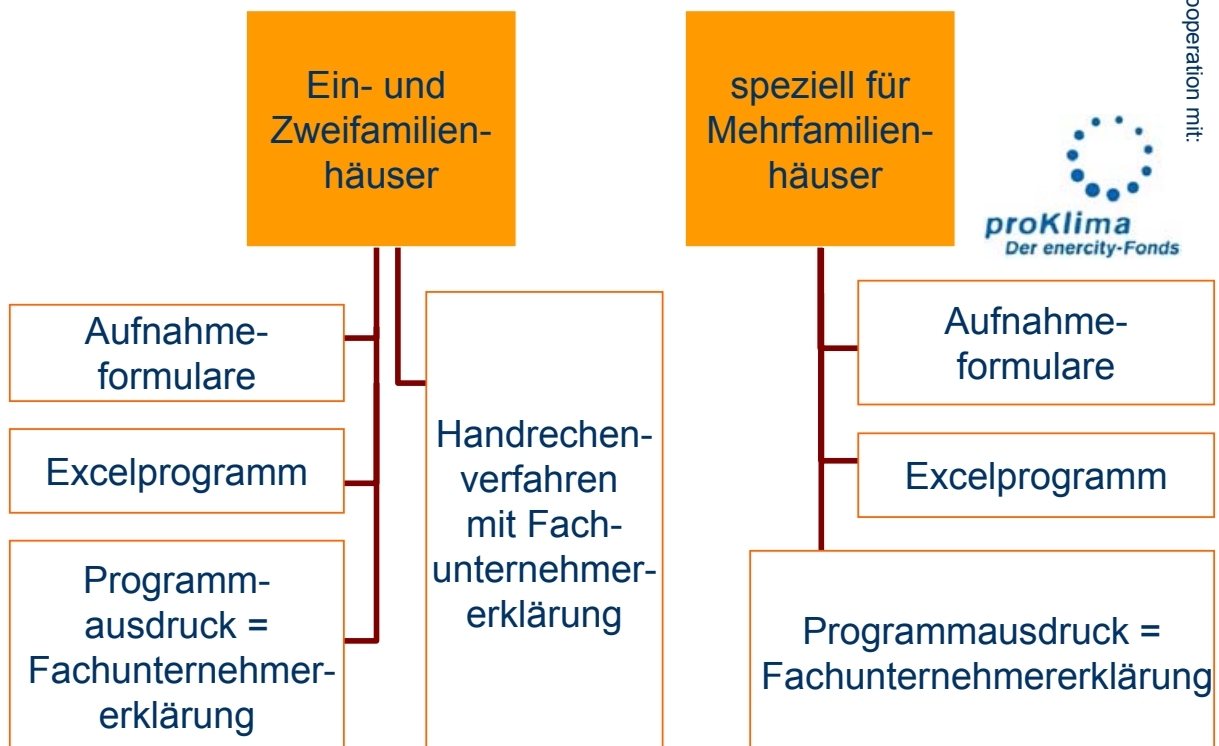 Ein- und
Zweifamilien-
häuser
Aufnahme-
formulare
Excelprogramm
Programm-
ausdruck =
Fachunternehmer-
erklärung
Handrechen-
verfahren
mit Fach-
unternehmer-
erklärung
speziell für
Mehrfamilien-
häuser
Aufnahme-
formulare
Excelprogramm
Programmausdruck =
Fachunternehmererklärung
ooperation mit:
proKlima
Der enercity-Fonds